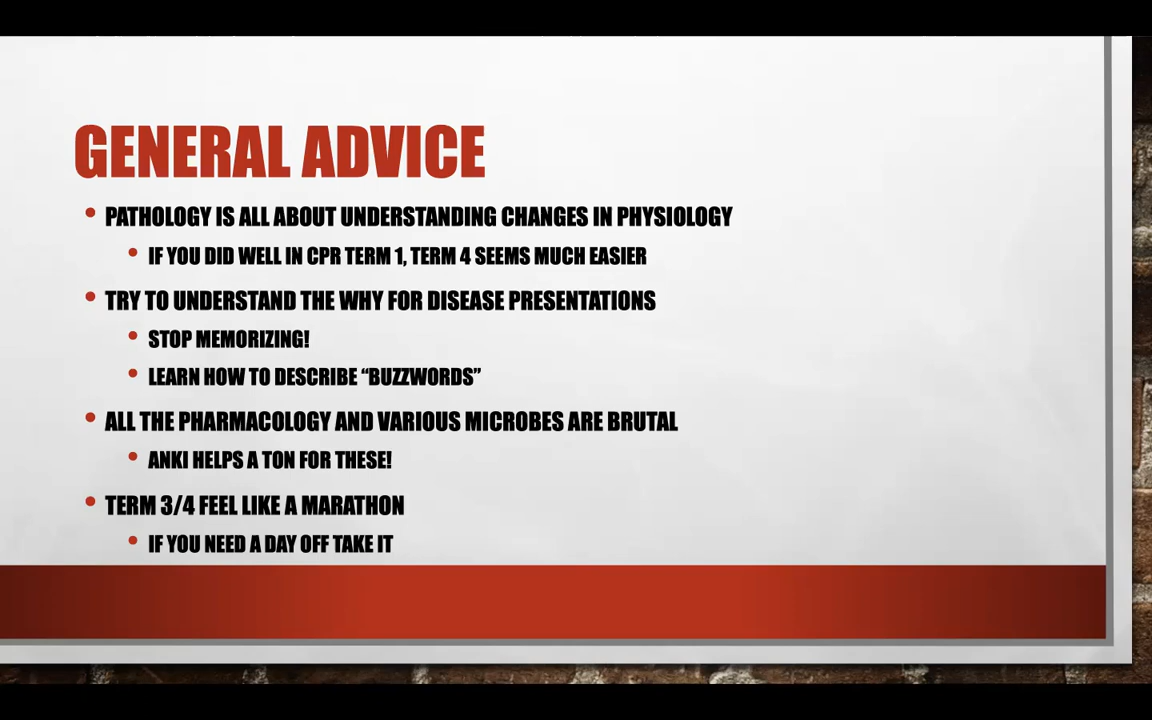 GENERAL ADVICE
• PATHOLOGY IS ALL ABOUT UNDERSTANDING CHANGES IN PHYSIOLOGY
• IF YOU DID WELL IN CPR TERM 1, TERM 4 SEEMS MUCH EASIER
• TRY TO UNDERSTAND THE WHY FOR DISEASE PRESENTATIONS
• STOP MEMORIZING!
• LEARN HOW TO DESCRIBE “BUZZWORDS”
• ALL THE PHARMACOLOGY AND VARIOUS MICROBES ARE BRUTAL
• ANKI HELPS A TON FOR THESE!
• TERM 3/4 FEEL LIKE A MARATHON
• IF YOU NEED A DAY OFF TAKE IT